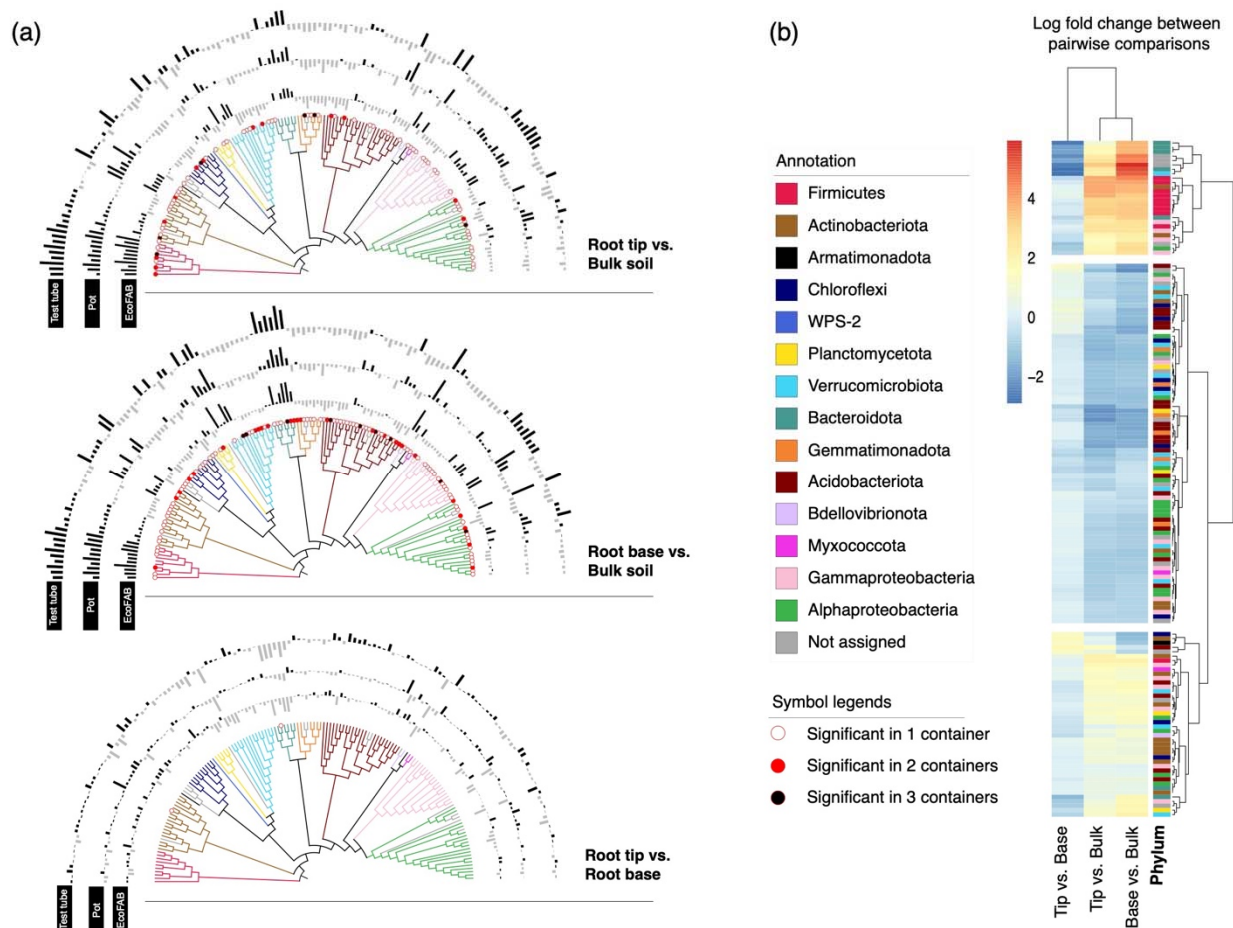 (a)
Test tube
Pot
EcoFAB
Root tip vs.
Bulk soil
Test tube
Pot
EcoFAB
Root base vs.
Bulk soil
Test tube
Pot
EcoFAB
Root tip vs.
Root base
Annotation
Firmicutes
Actinobacteriota
Armatimonadota
Chloroflexi
WPS-2
Planctomycetota
Verrucomicrobiota
Bacteroidota
Gemmatimonadota
Acidobacteriota
Bdellovibrionota
Myxococcota
Gammaproteobacteria
Alphaproteobacteria
Not assigned
Symbol legends
Significant in 1 container
Significant in 2 containers
Significant in 3 containers
(b)
Log fold change between
pairwise comparisons
4
2
0
−2
Tip vs. Base
Tip vs. Bulk
Base vs. Bulk
Phylum